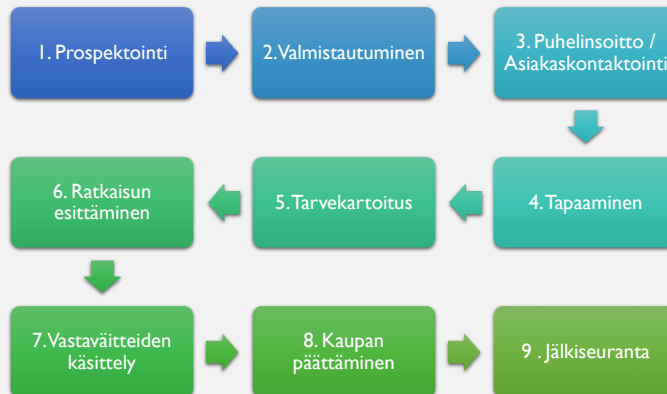 1. Prospektointi
2. Valmistautuminen
3. Puhelinsoitto /
Asiakaskontaktointi
4. Tapaaminen
5. Tarvekartoitus
6. Ratkaisun
esittäminen
7. Vastaväitteiden
käsittely
8. Kaupan
päättäminen
9 . Jälkiseuranta